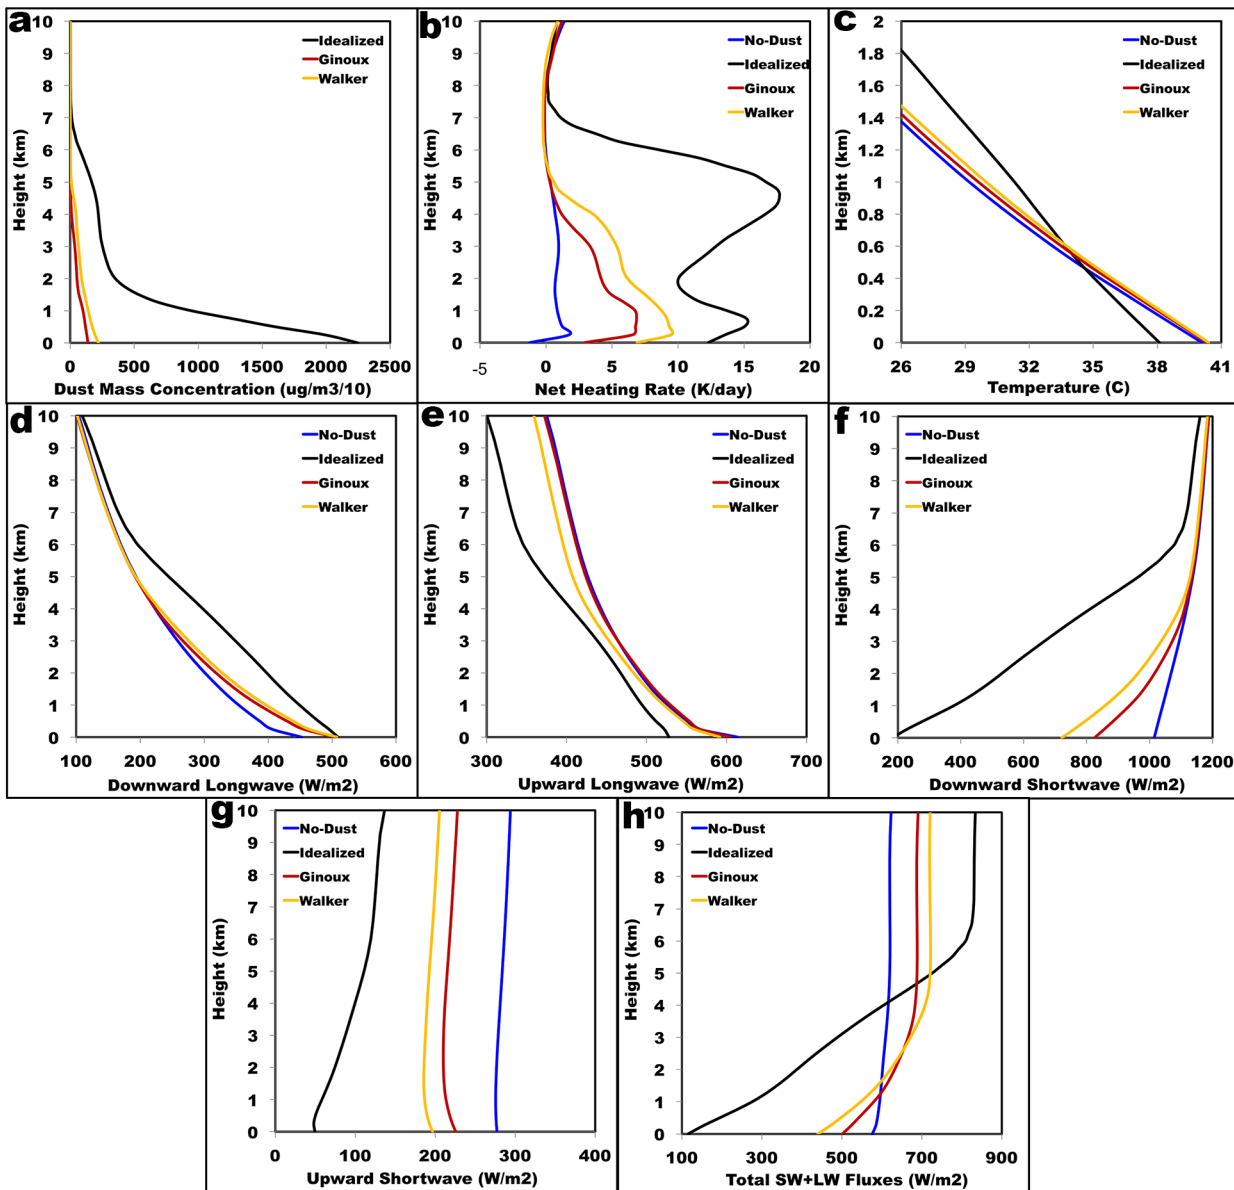 a
10
9
8
7
6
5
4
3
2
1
0
Height (km)
Idealized
Ginoux
Walker
0
500
1000
1500
2000
2500
Dust Mass Concentration (ug/m3/10)
b
10
9
8
7
6
5
4
3
2
1
0
Height (km)
No-Dust
Idealized
Ginoux
Walker
-5
0
5
10
15
20
Net Heating Rate (K/day)
c
2
1.8
1.6
1.4
1.2
1
0.8
0.6
0.4
0.2
0
Height (km)
No-Dust
Idealized
Ginoux
Walker
26
29
32
35
38
41
Temperature (C)
d
10
9
8
7
6
5
4
3
2
1
0
Height (km)
No-Dust
Idealized
Ginoux
Walker
100
200
300
400
500
600
Downward Longwave (W/m2)
e
10
9
8
7
6
5
4
3
2
1
0
Height (km)
No-Dust
Idealized
Ginoux
Walker
300
400
500
600
700
Upward Longwave (W/m2)
f
10
9
8
7
6
5
4
3
2
1
0
Height (km)
No-Dust
Idealized
Ginoux
Walker
200
400
600
800
1000
1200
Downward Shortwave (W/m2)
g
10
9
8
7
6
5
4
3
2
1
0
Height (km)
No-Dust
Idealized
Ginoux
Walker
0
100
200
300
400
Upward Shortwave (W/m2)
h
10
9
8
7
6
5
4
3
2
1
0
Height (km)
No-Dust
Idealized
Ginoux
Walker
100
300
500
700
900
Total SW+LW Fluxes (W/m2)